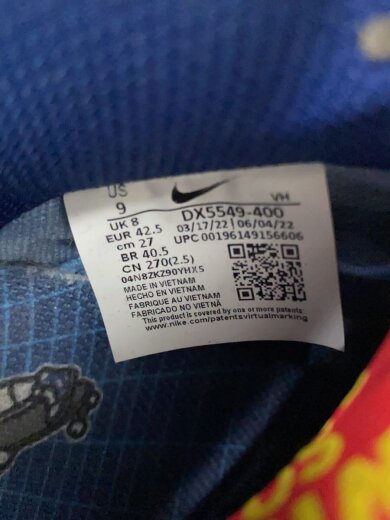 US
9
VH
UK 8
DX5549-400
EUR 42.5
03/17/22 06/04/22
cm 27
UPC 00196149156606
BR 40.5
CN 270(2.5)
04N8ZKZ90YHX5
MADE IN VIETNAM
HECHO EN VIETNAM
FABRIQUE AU VIETNAM
FABRICADO NO VIETNÃ
This product is covered by one or more patents
www.nike.com/patentsvirtualmarking